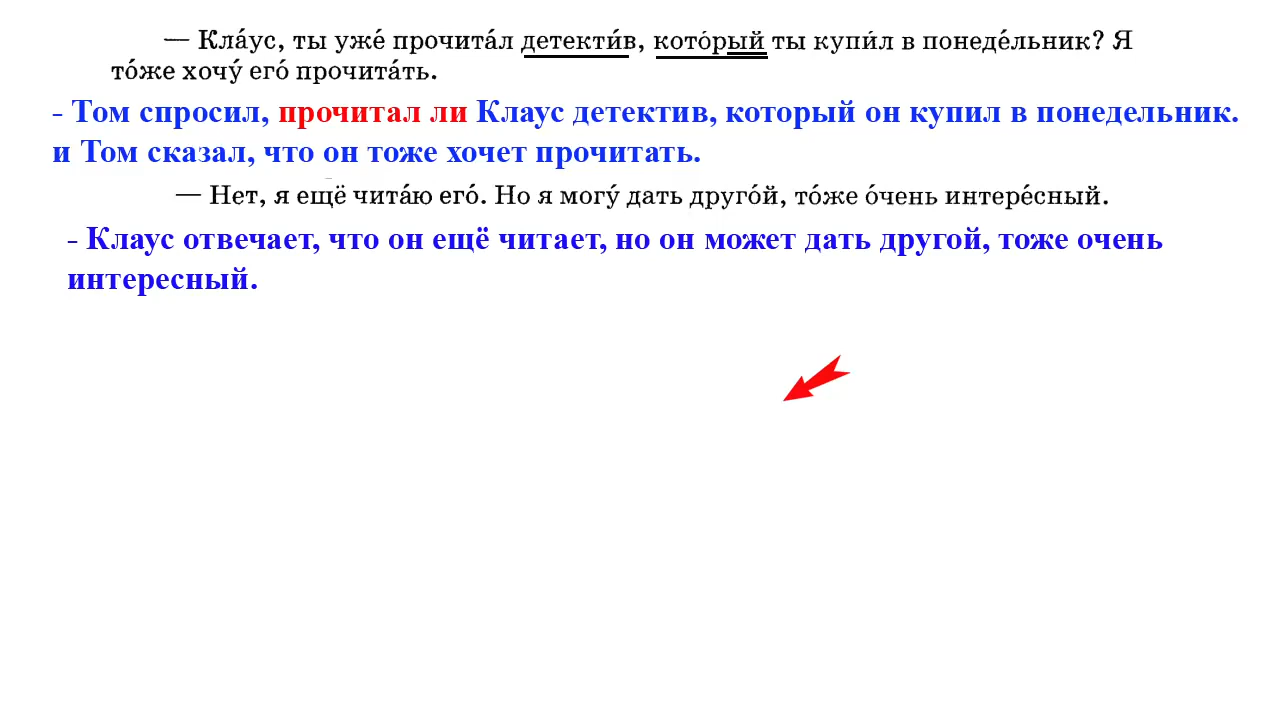 — Кла́ус, ты уже́ прочита́л детекти́в, кото́рый ты купи́л в понеде́льник? Я
то́же хочу́ его́ прочита́ть.
- Том спросил, прочитал ли Клаус детектив, который он купил в понедельник.
и Том сказал, что он тоже хочет прочитать.
— Нет, я ещё чита́ю его́. Но я могу́ дать друго́й, то́же о́чень интере́сный.
- Клаус отвечает, что он ещё читает, но он может дать другой, тоже очень
интересный.